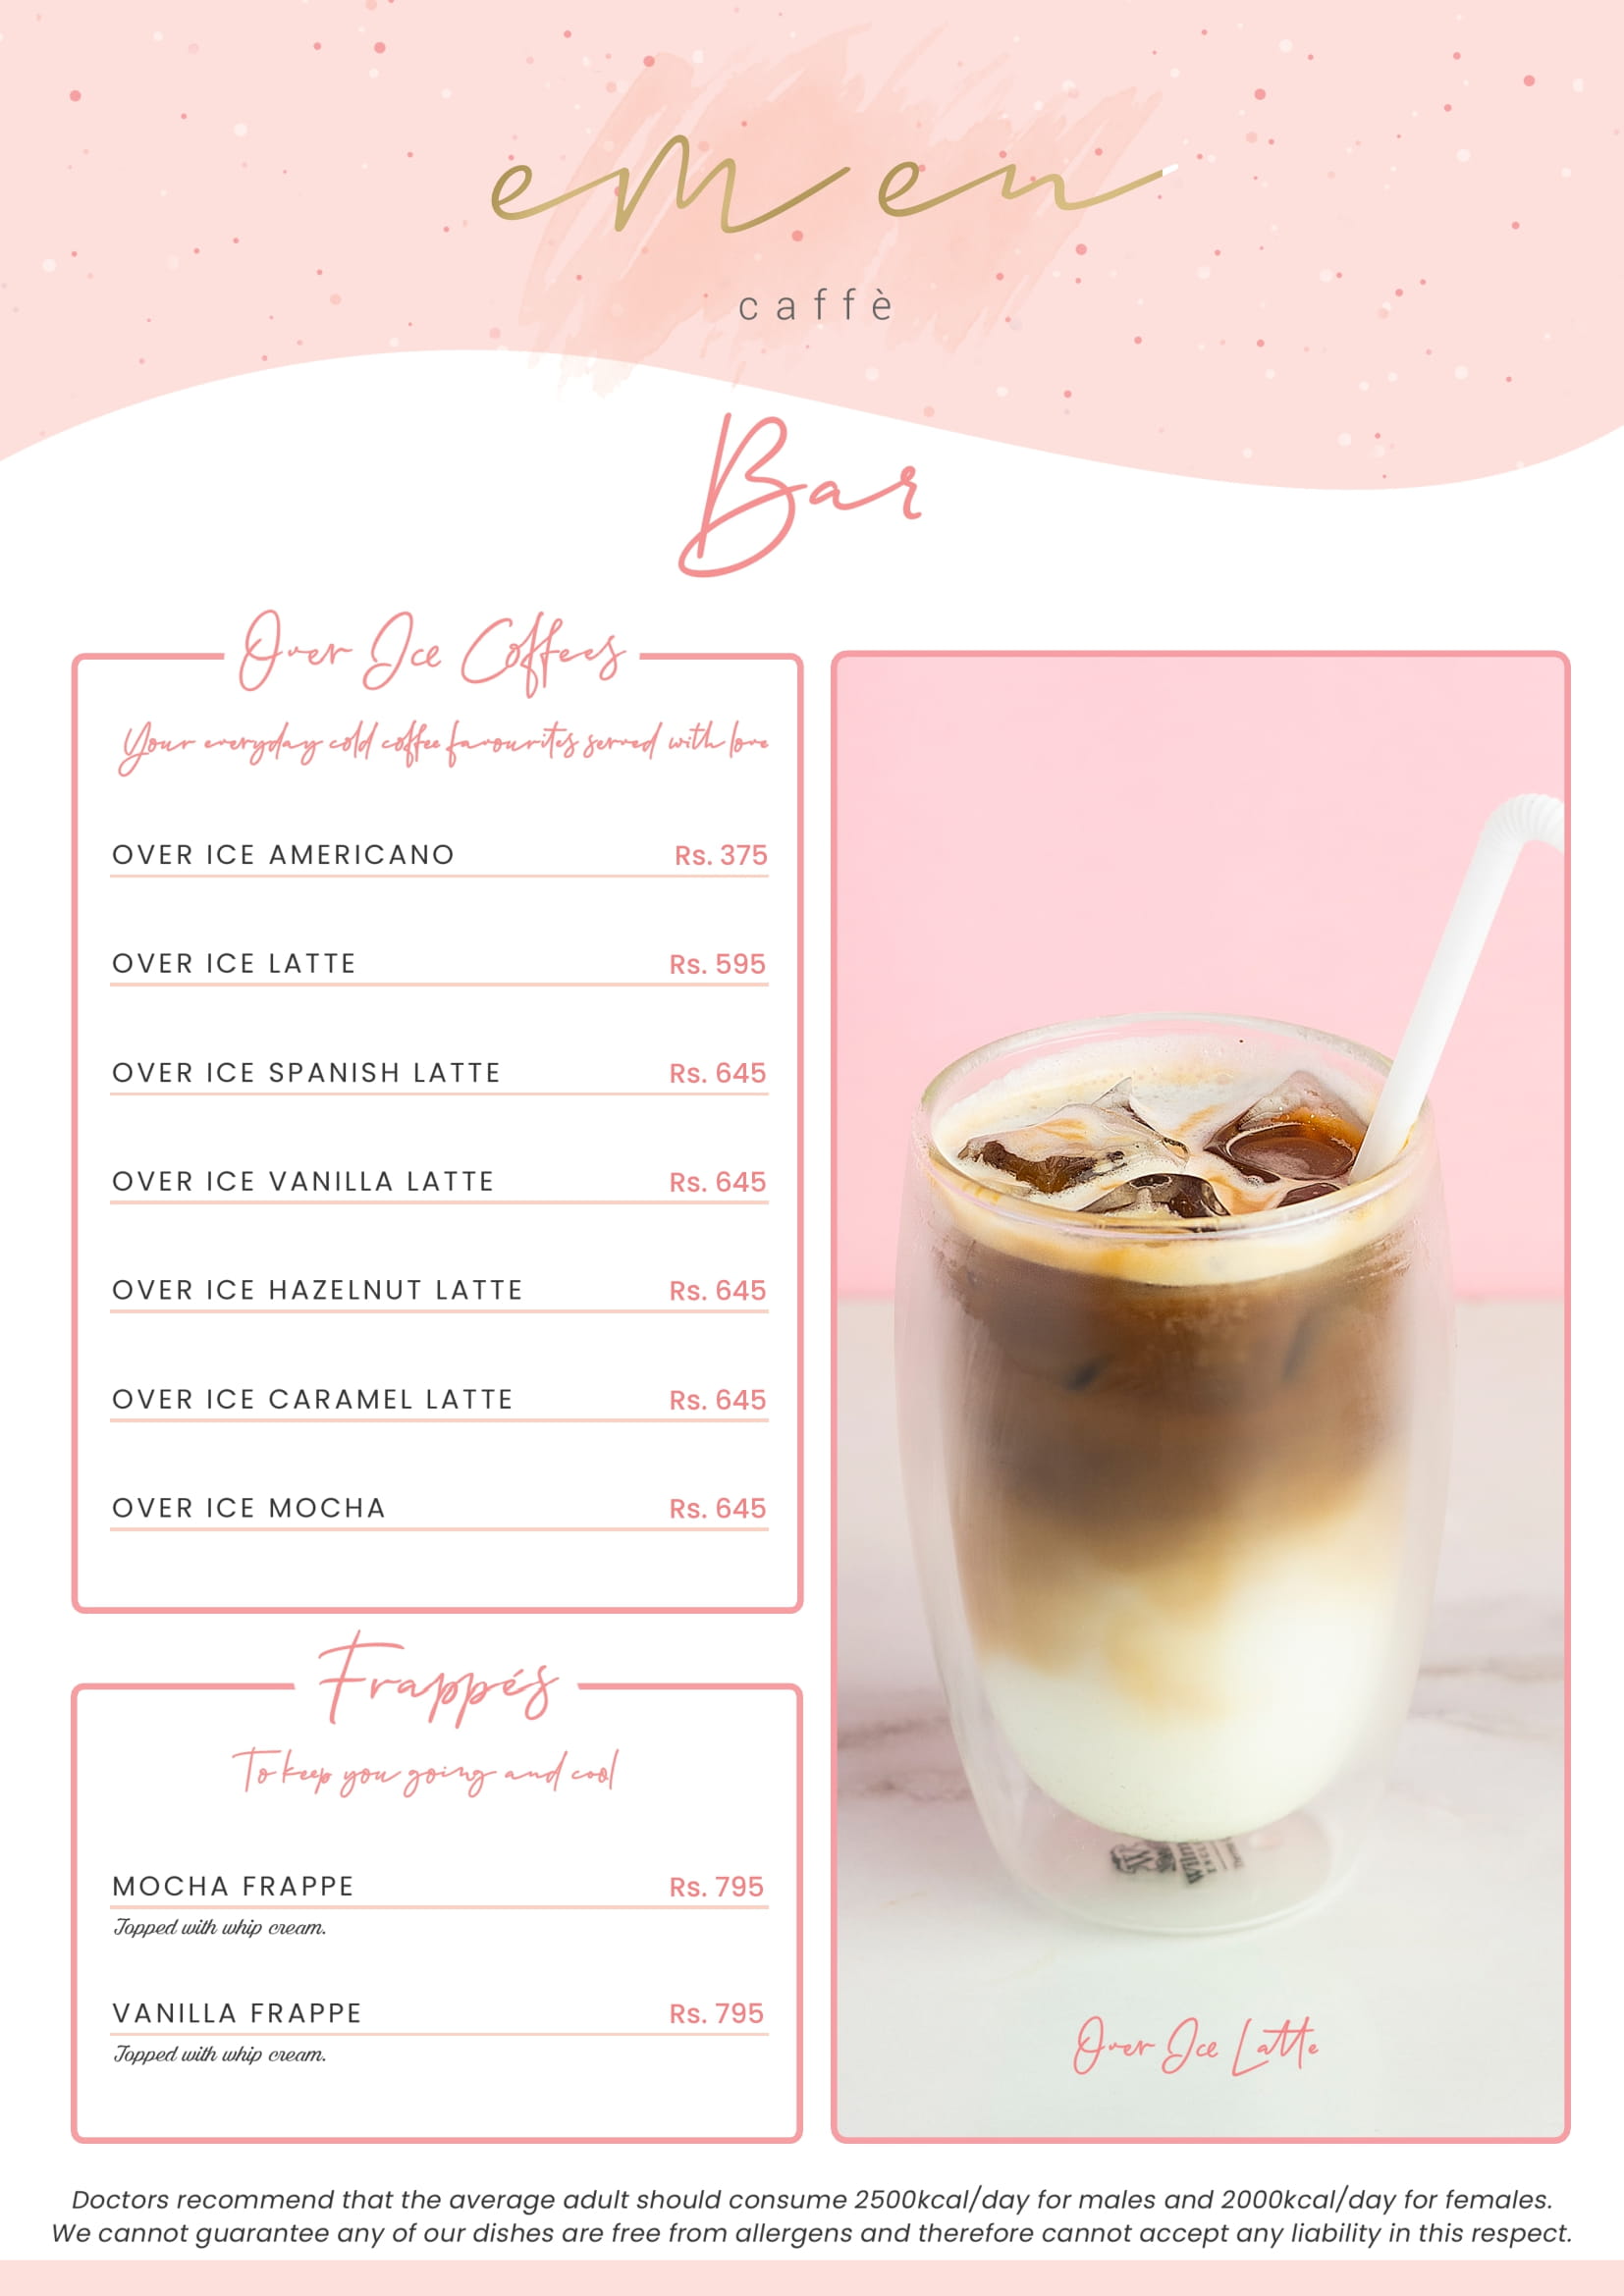 em en
caffè
Bar
Over Ice Coffees
Your everyday cold coffee favourites served with love
OVER ICE AMERICANO Rs. 375
OVER ICE LATTE Rs. 595
OVER ICE SPANISH LATTE Rs. 645
OVER ICE VANILLA LATTE Rs. 645
OVER ICE HAZELNUT LATTE Rs. 645
OVER ICE CARAMEL LATTE Rs. 645
OVER ICE MOCHA Rs. 645
Frappés
To keep you going and cool
MOCHA FRAPPE Rs. 795
Topped with whip cream.
VANILLA FRAPPE Rs. 795
Topped with whip cream.
Over Ice Latte
Doctors recommend that the average adult should consume 2500kcal/day for males and 2000kcal/day for females.
We cannot guarantee any of our dishes are free from allergens and therefore cannot accept any liability in this respect.